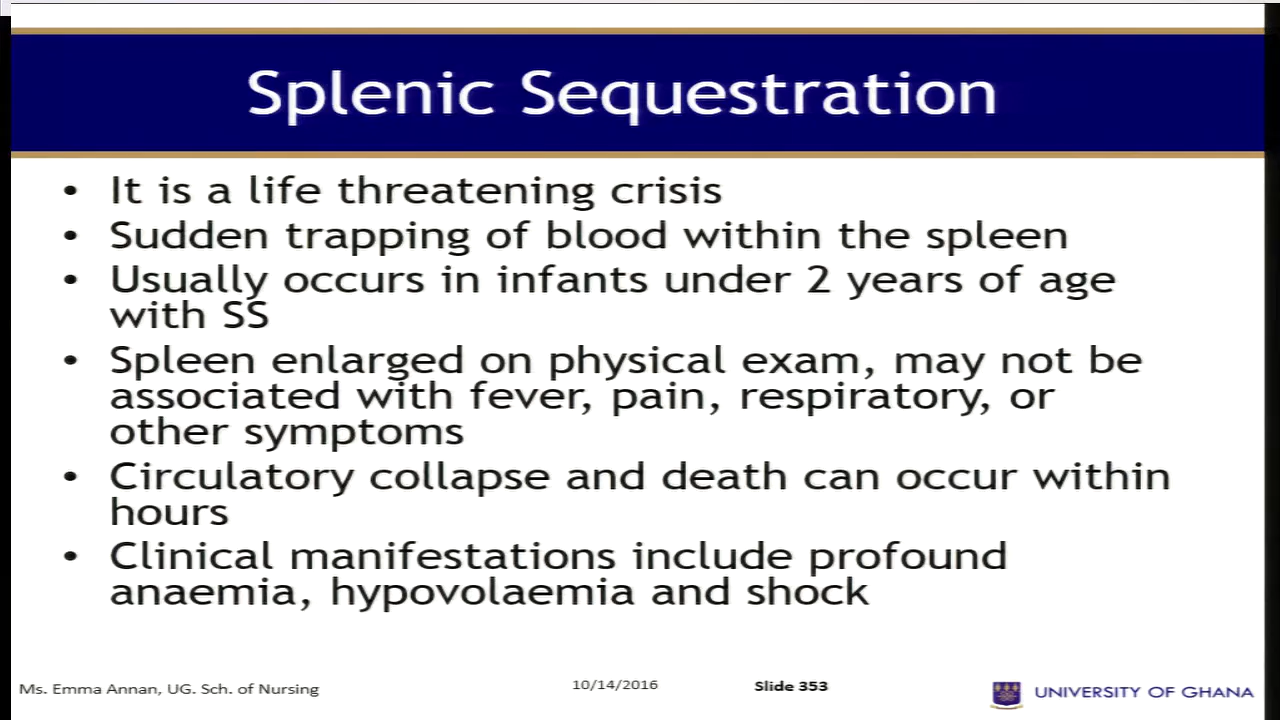 Splenic Sequestration
• It is a life threatening crisis
• Sudden trapping of blood within the spleen
• Usually occurs in infants under 2 years of age
with SS
• Spleen enlarged on physical exam, may not be
associated with fever, pain, respiratory, or
other symptoms
• Circulatory collapse and death can occur within
hours
• Clinical manifestations include profound
anaemia, hypovolaemia and shock
Ms. Emma Annan, UG. Sch. of Nursing
10/14/2016
Slide 353
UNIVERSITY OF GHANA